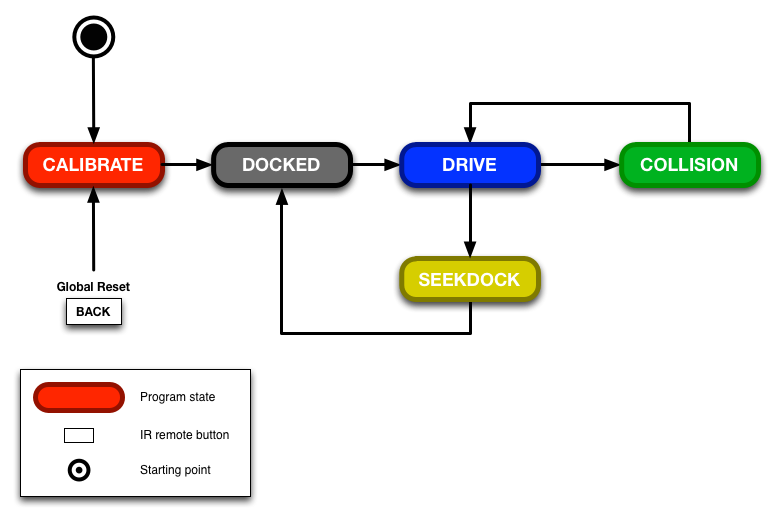 CALIBRATE
DOCKED
DRIVE
COLLISION
SEEKDOCK
Global Reset
BACK
Program state
IR remote button
Starting point